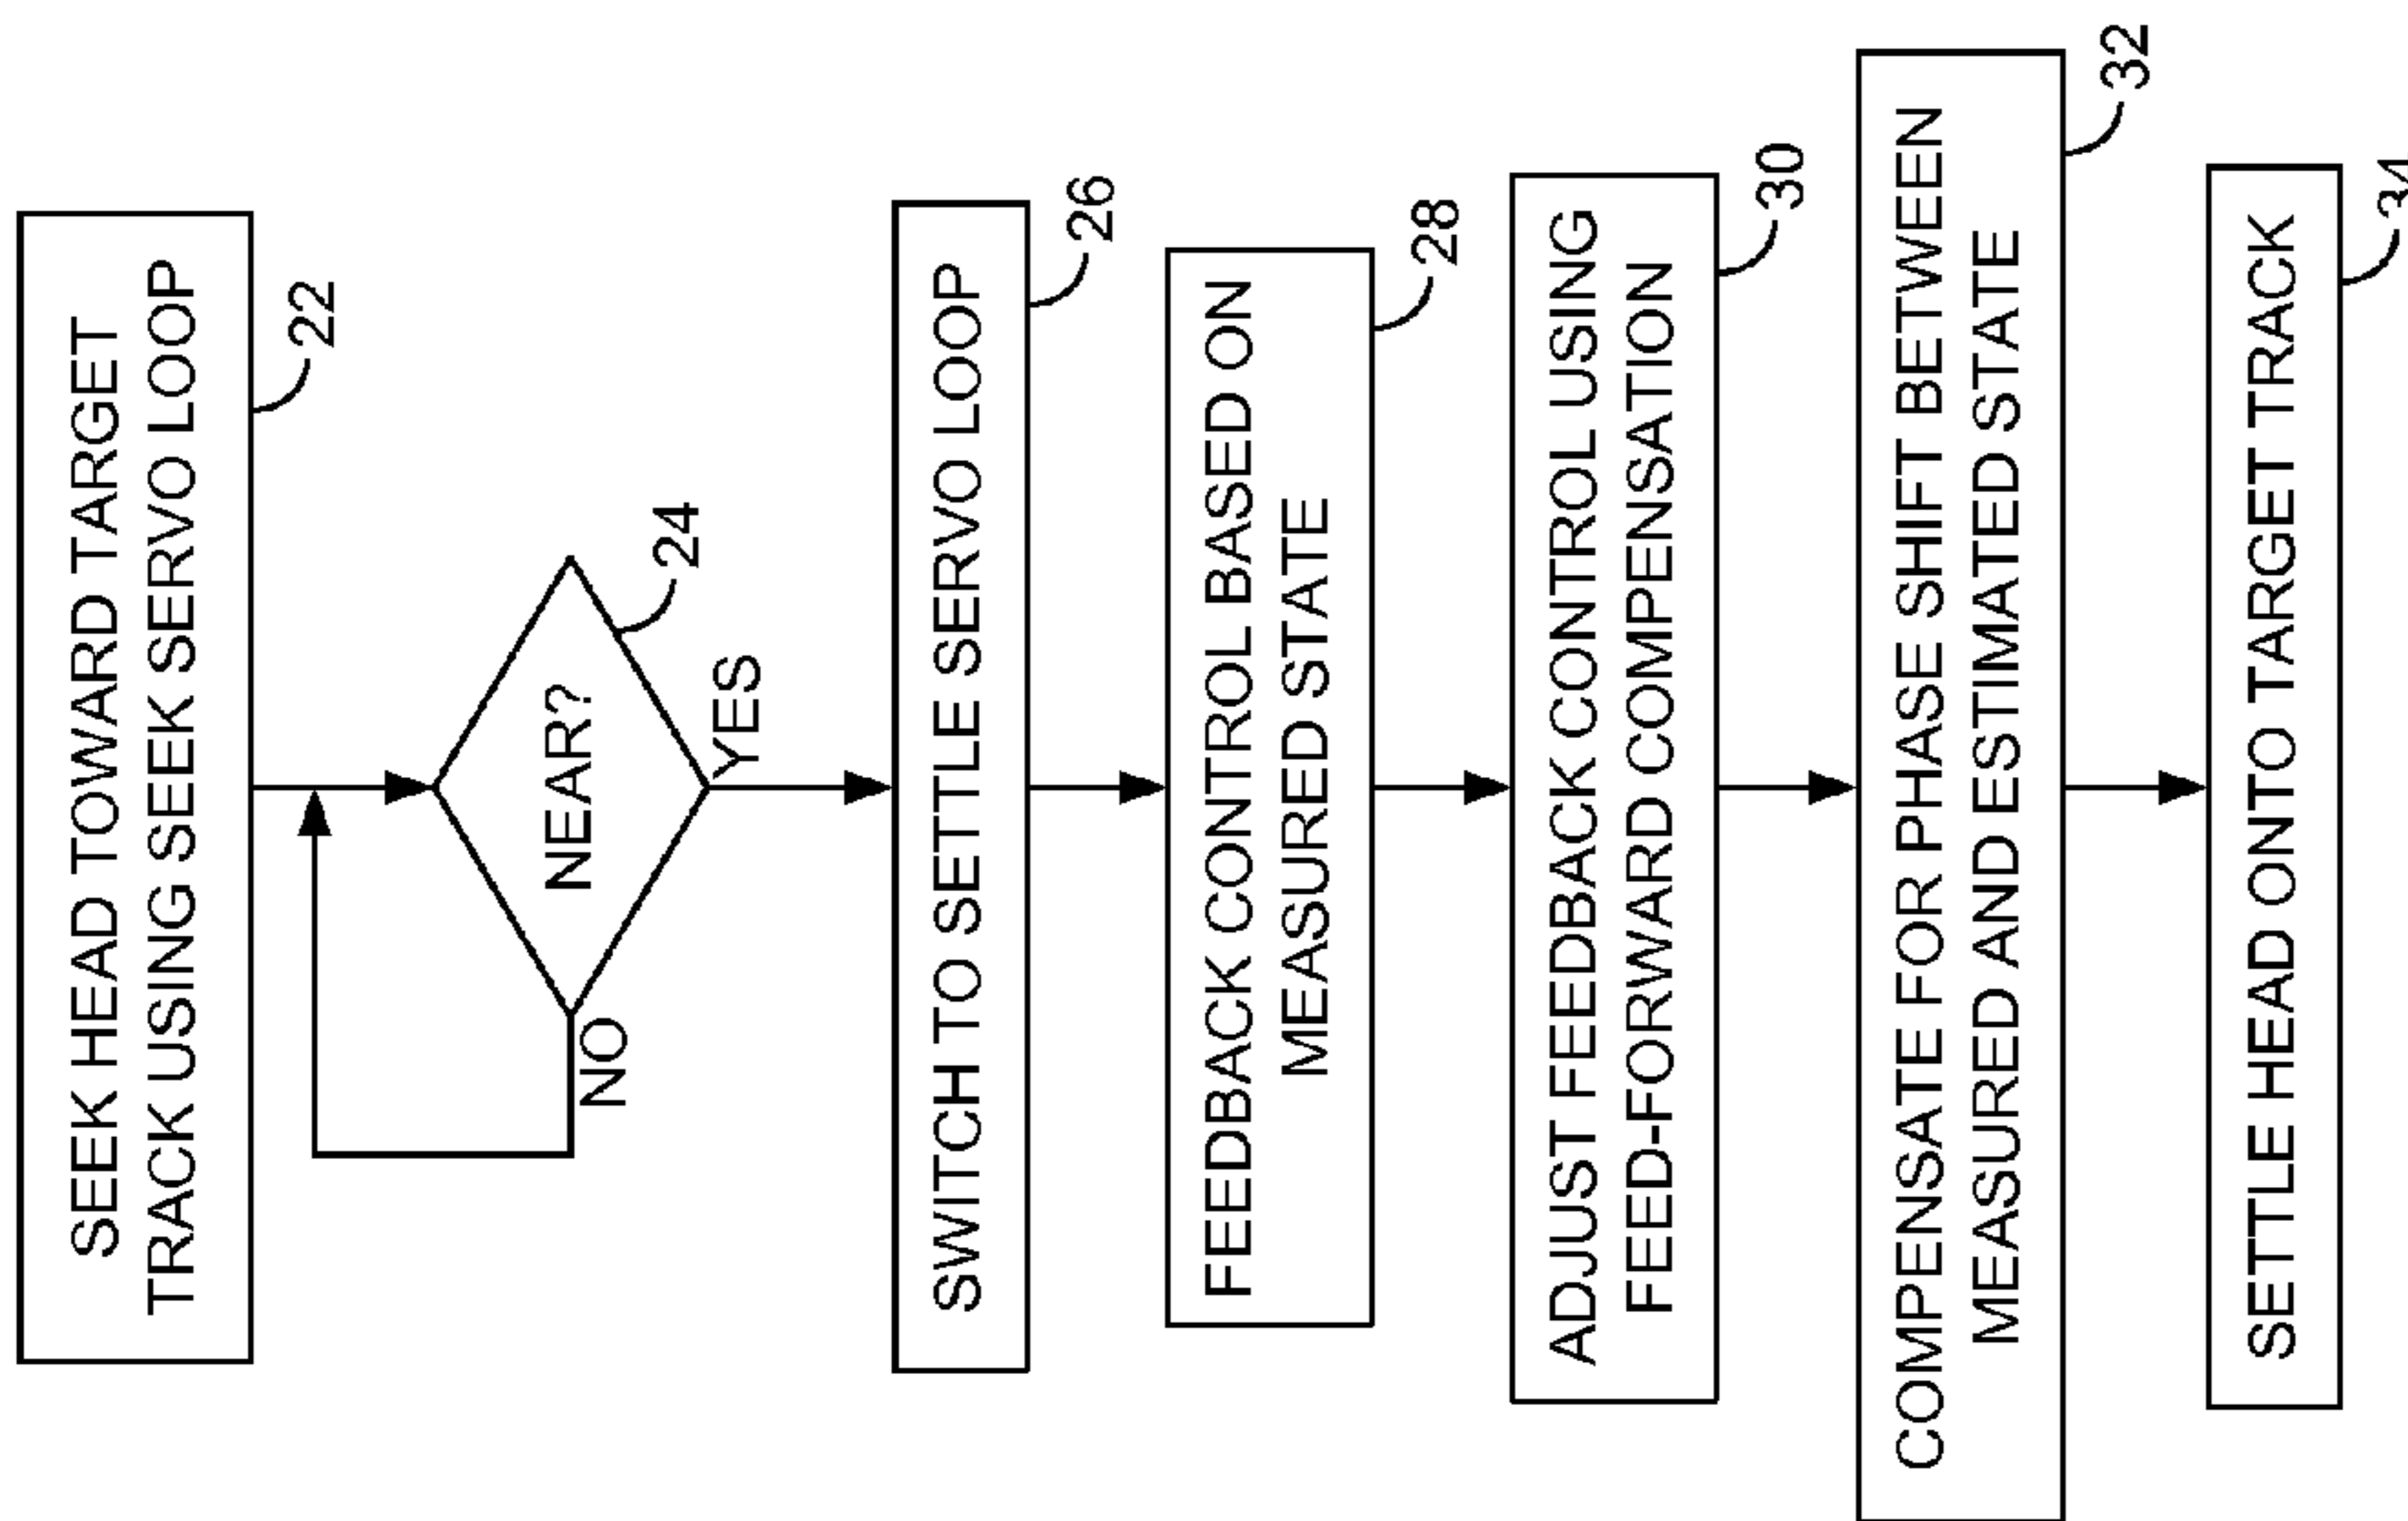 SEEK HEAD TOWARD TARGET
TRACK USING SEEK SERVO LOOP
22
NEAR?
24
NO
YES
SWITCH TO SETTLE SERVO LOOP
26
FEEDBACK CONTROL BASED ON
MEASURED STATE
28
ADJUST FEEDBACK CONTROL USING
FEED-FORWARD COMPENSATION
30
COMPENSATE FOR PHASE SHIFT BETWEEN
MEASURED AND ESTIMATED STATE
32
SETTLE HEAD ONTO TARGET TRACK
34